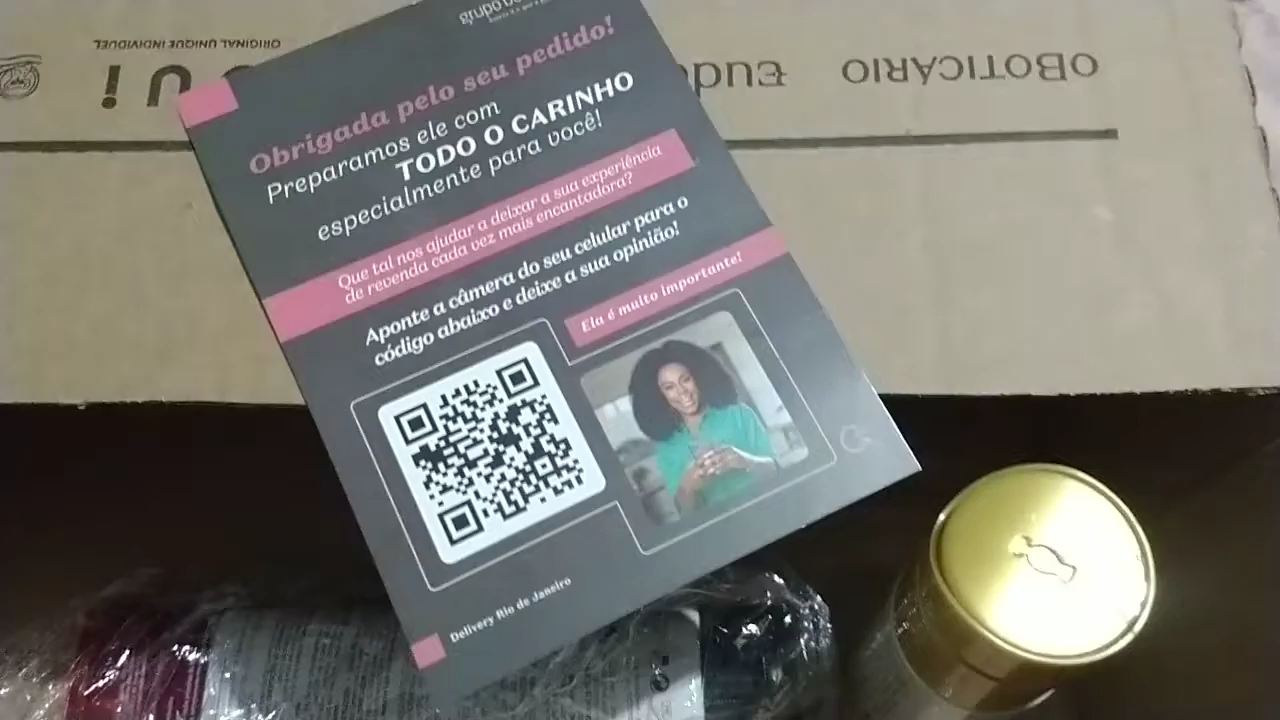 ORIGINAL UNIQUE INDIVIDUEL
OBOTICÁRIO
Obrigada pelo seu pedido!
Preparamos ele com
TODO O CARINHO
especialmente para você!
Que tal nos ajudar a deixar a sua experiência
de revenda cada vez mais encantadora?
Aponte a câmera do seu celular para o
código abaixo e deixe a sua opinião!
Ela é muito importante!
Delivery Rio de Janeiro